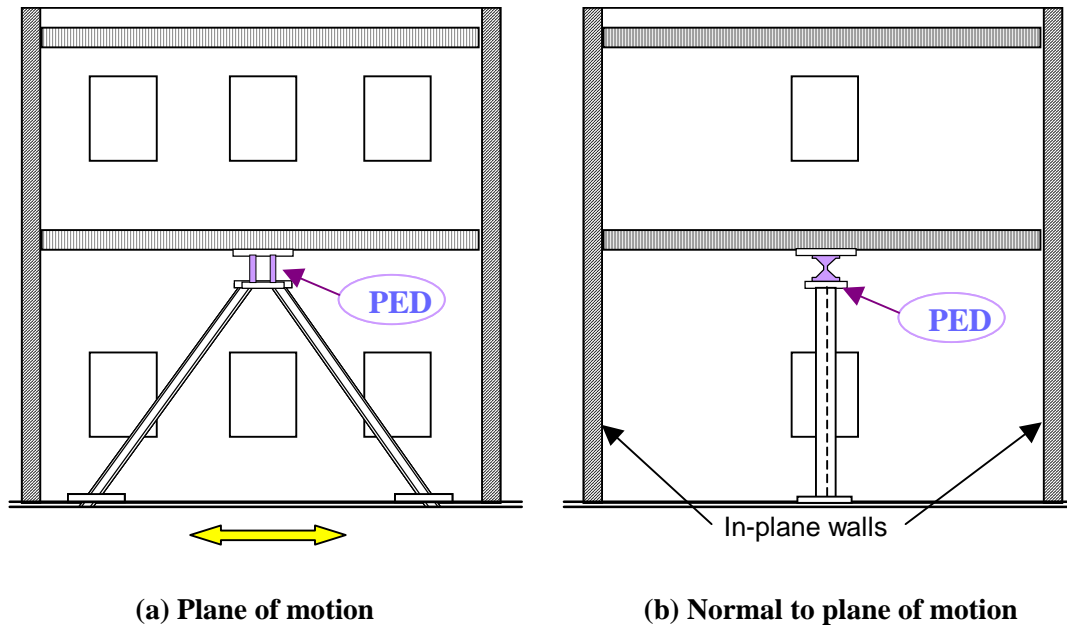 PED
PED
In-plane walls
(a) Plane of motion
(b) Normal to plane of motion